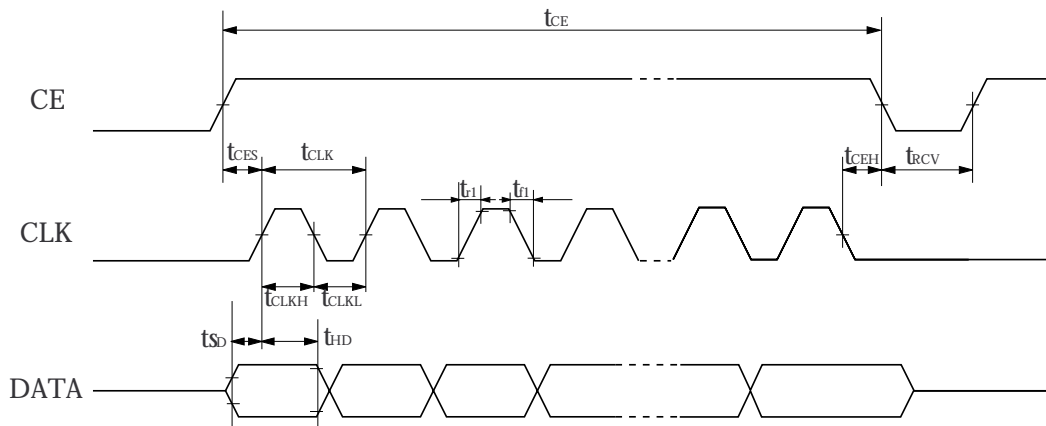 tCE
CE
tCES tCLK tCEH tRCV
tr1 tf1
CLK
tCLKH tCLKL
tSD tHD
DATA